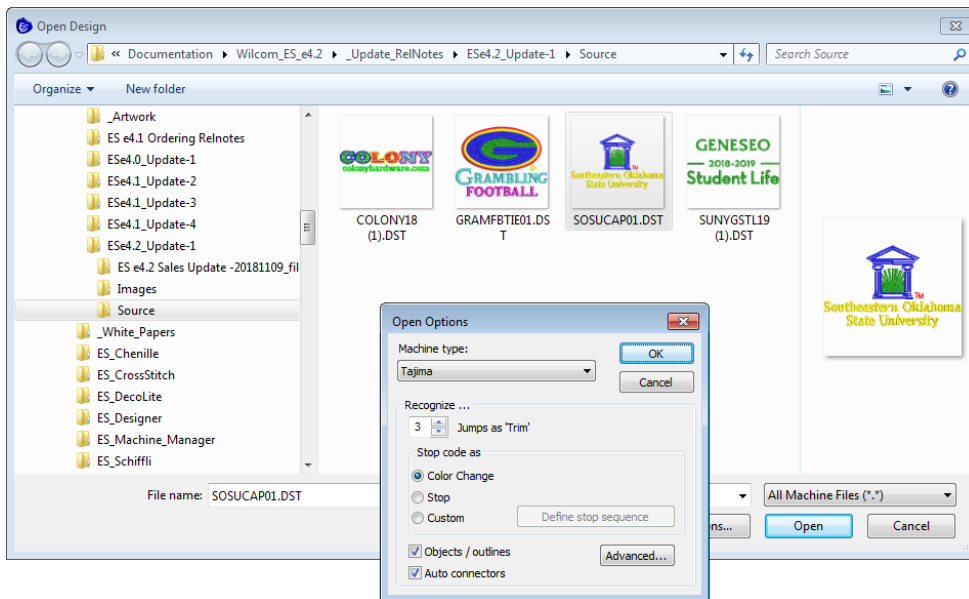 Open Design
« Documentation Wilcom_ES_e4.2 _Update_RelNotes ESe4.2_Update-1 Source
Search Source
Organize New folder
_Artwork
ES e4.1 Ordering Relnotes
ESe4.0_Update-1
ESe4.1_Update-2
ESe4.1_Update-3
ESe4.1_Update-4
ESe4.2_Update-1
ES e4.2 Sales Update -20181109_fil
Images
Source
_White_Papers
ES_Chenille
ES_CrossStitch
ES_DecoLite
ES_Designer
ES_Machine_Manager
ES_Schiffli
COLONY
colonyhardware.com
COLONY18
(1).DST
G
GRAMBLING
FOOTBALL
GRAMFBTIE01.DS
T
TM
Southeastern Oklahoma
State University
SOSUCAP01.DST
GENESEO
2018-2019
Student Life
SUNYGSTL19
(1).DST
TM
Southeastern Oklahoma
State University
Open Options
Machine type:
Tajima
OK
Cancel
Recognize ...
3 Jumps as 'Trim'
Stop code as
Color Change
Stop
Custom
Define stop sequence
Objects / outlines
Auto connectors
Advanced...
File name: SOSUCAP01.DST
All Machine Files (*.*)
ns...
Open
Cancel